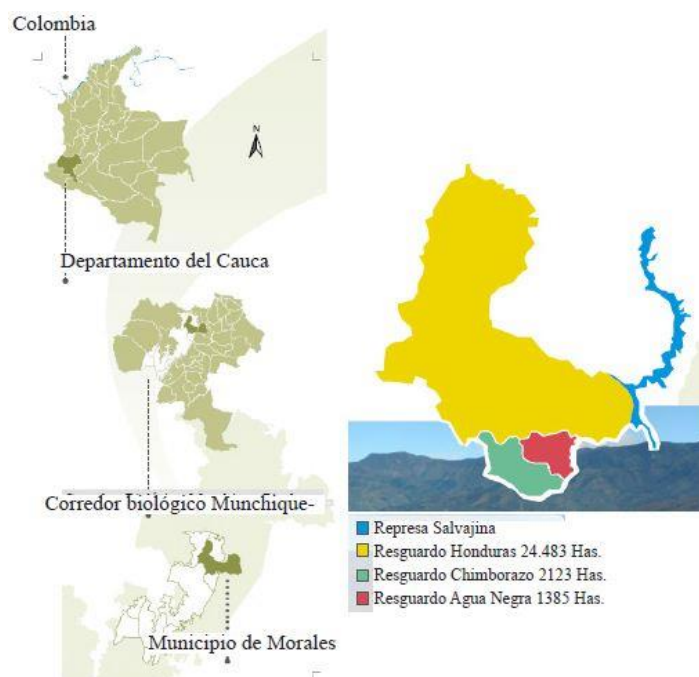 Colombia
N
Departamento del Cauca
Corredor biológico Munchique-
Municipio de Morales
Represa Salvajina
Resguardo Honduras 24.483 Has.
Resguardo Chimborazo 2123 Has.
Resguardo Agua Negra 1385 Has.